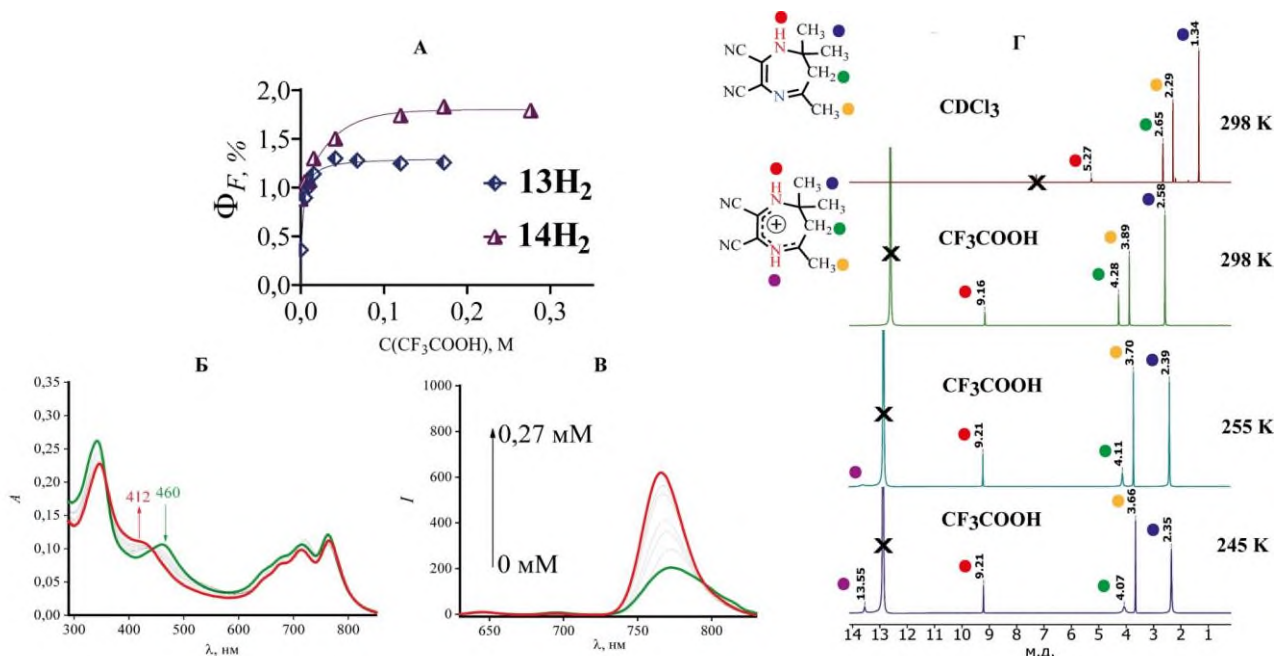 А
2,0
1,5
1,0
0,5
0,0
Φ_F, %
0,0 0,1 0,2 0,3
C(CF₃COOH), М
13H₂
14H₂
Б
0,35
0,30
0,25
0,20
0,15
0,10
0,05
0,00
A
412
460
300 400 500 600 700 800
λ, нм
В
1000
800
600
400
200
0
I
0,27 мМ
0 мМ
650 700 750 800
λ, нм
Г
H
N
CH₃
CH₃
CH₂
CH₃
N
NC
NC
H
N
CH₃
CH₃
CH₂
CH₃
N
H
NC
NC
+
CDCl3
298 K
5.27
2.65
2.29
1.34
CF₃COOH
298 K
9.16
4.28
3.89
2.58
CF₃COOH
255 K
9.21
4.11
3.70
2.39
CF₃COOH
245 K
13.55
9.21
4.07
3.66
2.35
14 13 12 11 10 9 8 7 6 5 4 3 2 1
м.д.